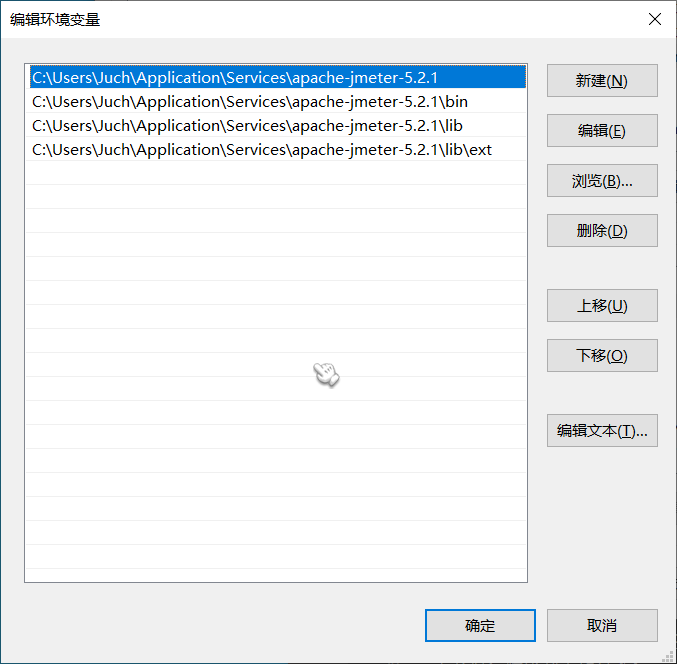 编辑环境变量
C:\Users\Juch\Application\Services\apache-jmeter-5.2.1
C:\Users\Juch\Application\Services\apache-jmeter-5.2.1\bin
C:\Users\Juch\Application\Services\apache-jmeter-5.2.1\lib
C:\Users\Juch\Application\Services\apache-jmeter-5.2.1\lib\ext
新建(N)
编辑(E)
浏览(B)...
删除(D)
上移(U)
下移(O)
编辑文本(T)...
确定
取消